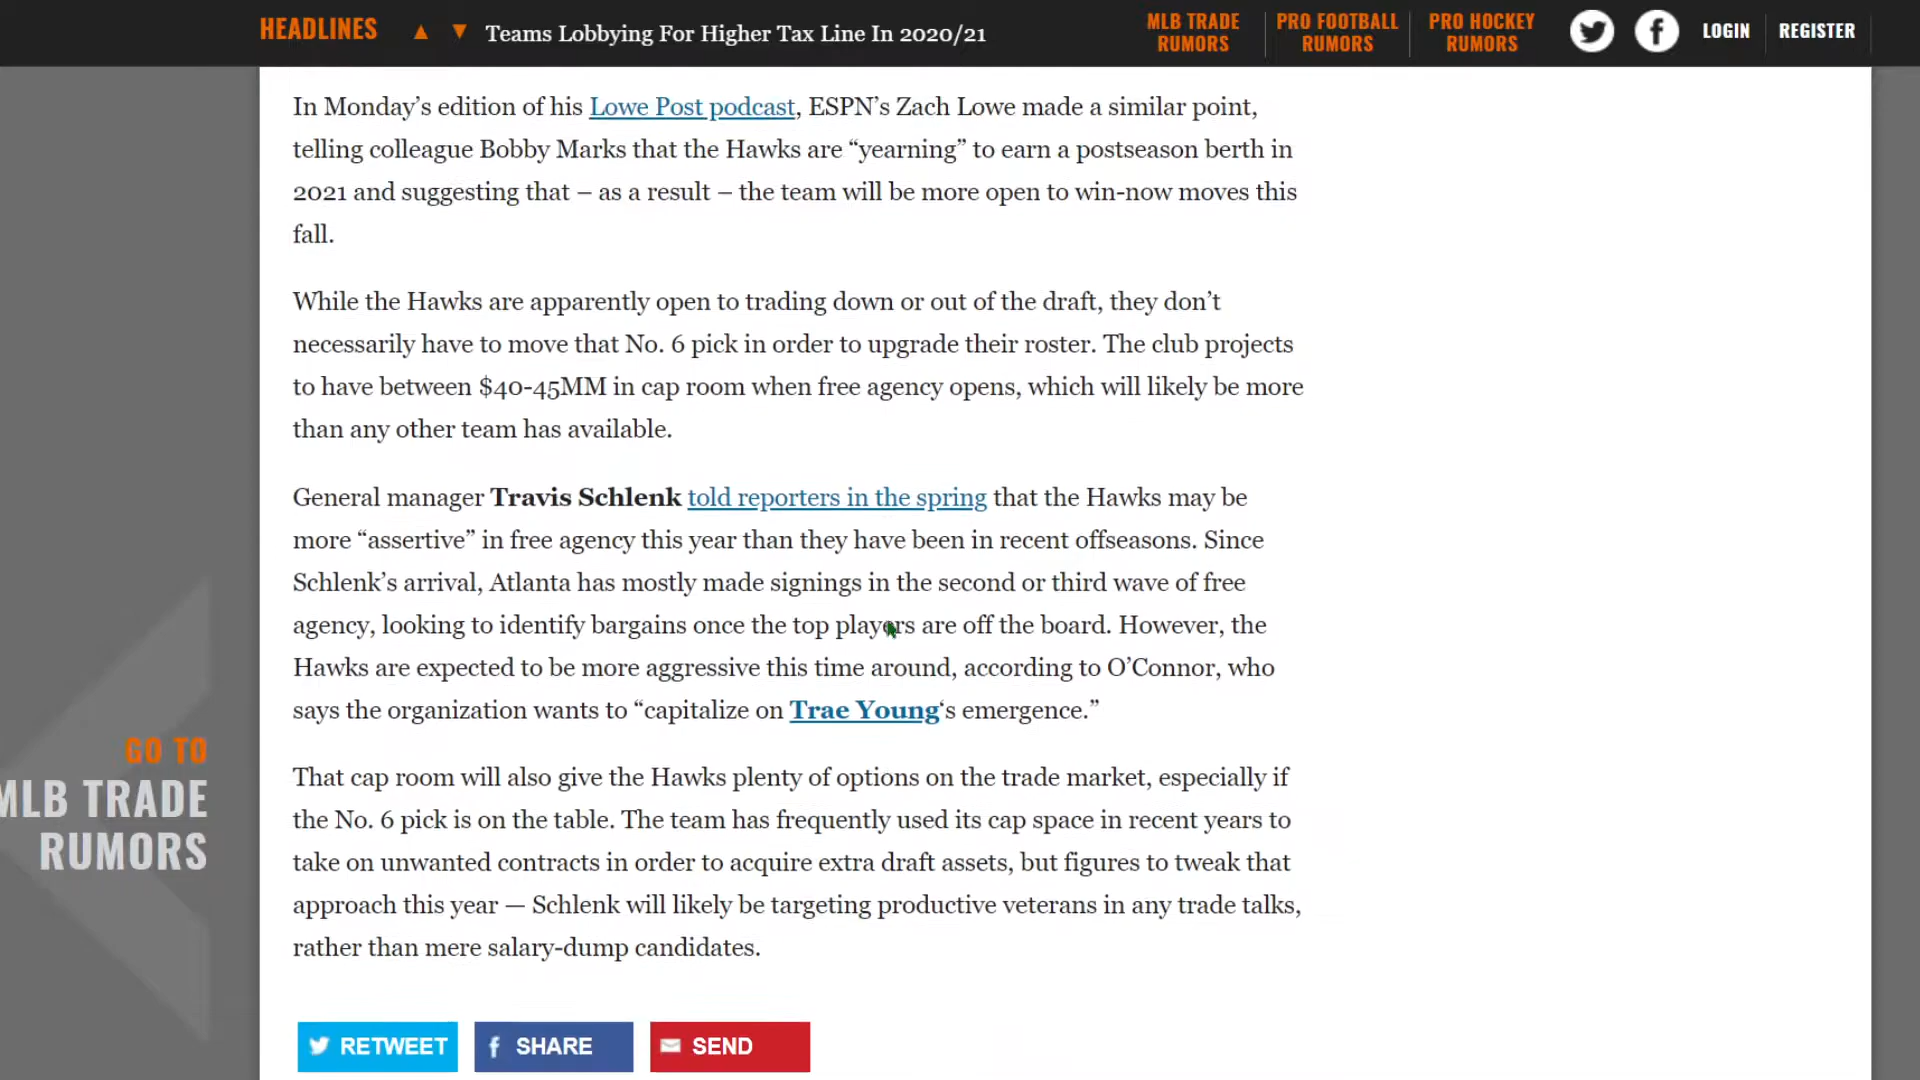 HEADLINES ▲ ▼ Teams Lobbying For Higher Tax Line In 2020/21
MLB TRADE
RUMORS
PRO FOOTBALL
RUMORS
PRO HOCKEY
RUMORS
LOGIN
REGISTER
In Monday’s edition of his Lowe Post podcast, ESPN’s Zach Lowe made a similar point,
telling colleague Bobby Marks that the Hawks are “yearning” to earn a postseason berth in
2021 and suggesting that – as a result – the team will be more open to win-now moves this
fall.
While the Hawks are apparently open to trading down or out of the draft, they don’t
necessarily have to move that No. 6 pick in order to upgrade their roster. The club projects
to have between $40-45MM in cap room when free agency opens, which will likely be more
than any other team has available.
General manager Travis Schlenk told reporters in the spring that the Hawks may be
more “assertive” in free agency this year than they have been in recent offseasons. Since
Schlenk’s arrival, Atlanta has mostly made signings in the second or third wave of free
agency, looking to identify bargains once the top players are off the board. However, the
Hawks are expected to be more aggressive this time around, according to O’Connor, who
says the organization wants to “capitalize on Trae Young‘s emergence.”
That cap room will also give the Hawks plenty of options on the trade market, especially if
the No. 6 pick is on the table. The team has frequently used its cap space in recent years to
take on unwanted contracts in order to acquire extra draft assets, but figures to tweak that
approach this year — Schlenk will likely be targeting productive veterans in any trade talks,
rather than mere salary-dump candidates.
GO TO
MLB TRADE
RUMORS
RETWEET
SHARE
SEND